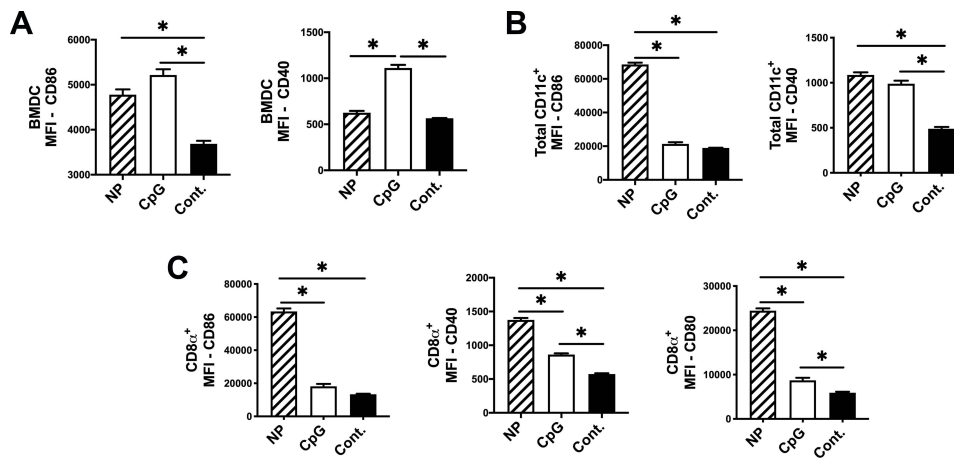 A
BMDC
MFI - CD86
6000
5000
4000
3000
*
*
NP
CpG
Cont.
BMDC
MFI - CD40
1500
1000
500
0
*
*
NP
CpG
Cont.
B
Total CD11c+
MFI - CD86
80000
60000
40000
20000
0
*
*
NP
CpG
Cont.
Total CD11c+
MFI - CD40
1500
1000
500
0
*
*
NP
CpG
Cont.
C
CD8α+
MFI - CD86
80000
60000
40000
20000
0
*
*
NP
CpG
Cont.
CD8α+
MFI - CD40
2000
1500
1000
500
0
*
*
*
NP
CpG
Cont.
CD8α+
MFI - CD80
30000
20000
10000
0
*
*
*
NP
CpG
Cont.